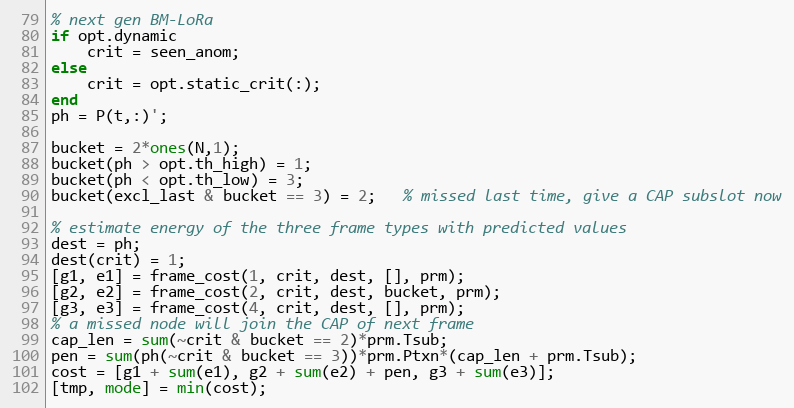 79 % next gen BM-LoRa
80 if opt.dynamic
81     crit = seen_anom;
82 else
83     crit = opt.static_crit(:);
84 end
85 ph = P(t,:)';
86
87 bucket = 2*ones(N,1);
88 bucket(ph > opt.th_high) = 1;
89 bucket(ph < opt.th_low) = 3;
90 bucket(excl_last & bucket == 3) = 2;   % missed last time, give a CAP subslot now
91
92 % estimate energy of the three frame types with predicted values
93 dest = ph;
94 dest(crit) = 1;
95 [g1, e1] = frame_cost(1, crit, dest, [], prm);
96 [g2, e2] = frame_cost(2, crit, dest, bucket, prm);
97 [g3, e3] = frame_cost(4, crit, dest, [], prm);
98 % a missed node will join the CAP of next frame
99 cap_len = sum(~crit & bucket == 2)*prm.Tsub;
100 pen = sum(ph(~crit & bucket == 3))*prm.Ptxn*(cap_len + prm.Tsub);
101 cost = [g1 + sum(e1), g2 + sum(e2) + pen, g3 + sum(e3)];
102 [tmp, mode] = min(cost);